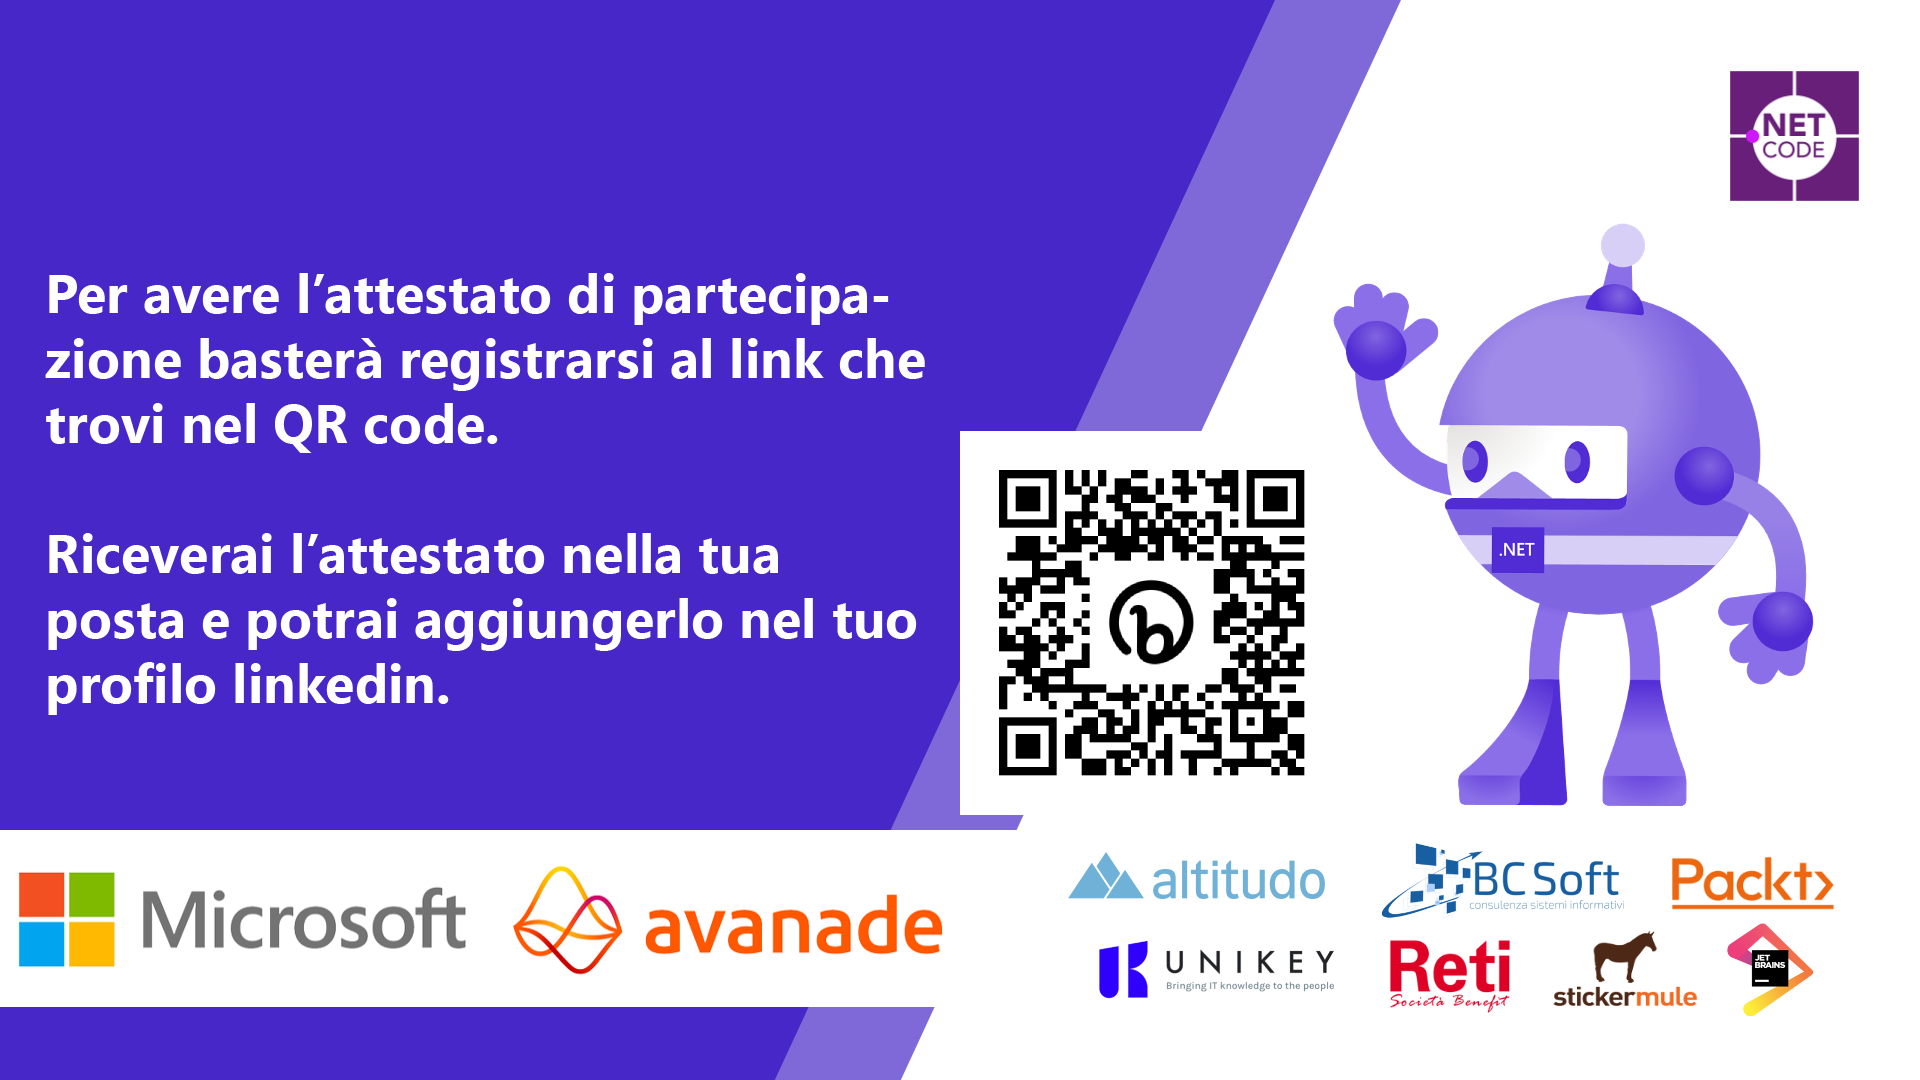 NET
CODE
Per avere l’attestato di partecipa-
zione basterà registrarsi al link che
trovi nel QR code.
Riceverai l’attestato nella tua
posta e potrai aggiungerlo nel tuo
profilo linkedin.
.NET
Microsoft
avanade
altitudo
BC Soft
consulenza sistemi informativi
Packt
UNIKEY
Bringing IT knowledge to the people
Reti
Società Benefit
stickermule
JET
BRAINS